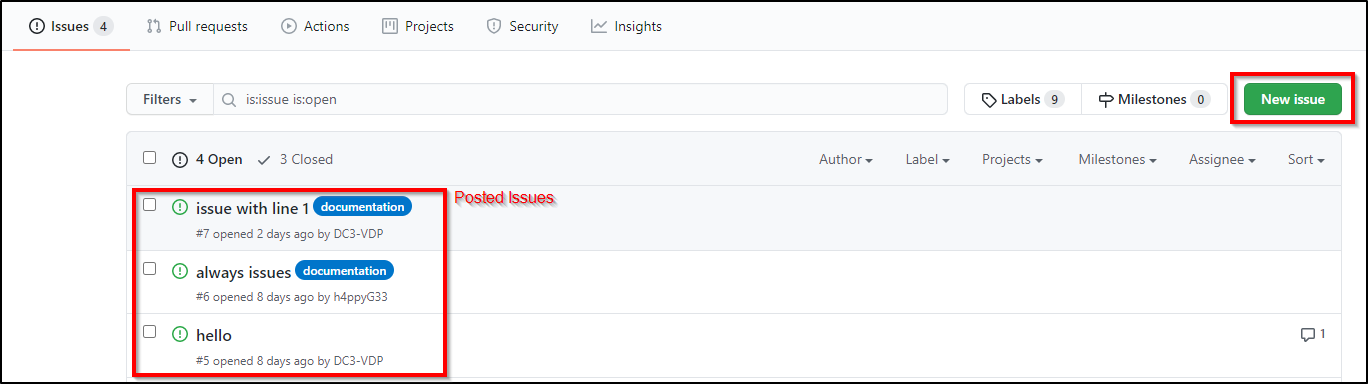 Issues 4 Pull requests Actions Projects Security Insights
Filters is:issue is:open Labels 9 Milestones 0 New issue
4 Open 3 Closed Author Label Projects Milestones Assignee Sort
issue with line 1 documentation Posted Issues
#7 opened 2 days ago by DC3-VDP
always issues documentation
#6 opened 8 days ago by h4ppyG33
hello 1
#5 opened 8 days ago by DC3-VDP